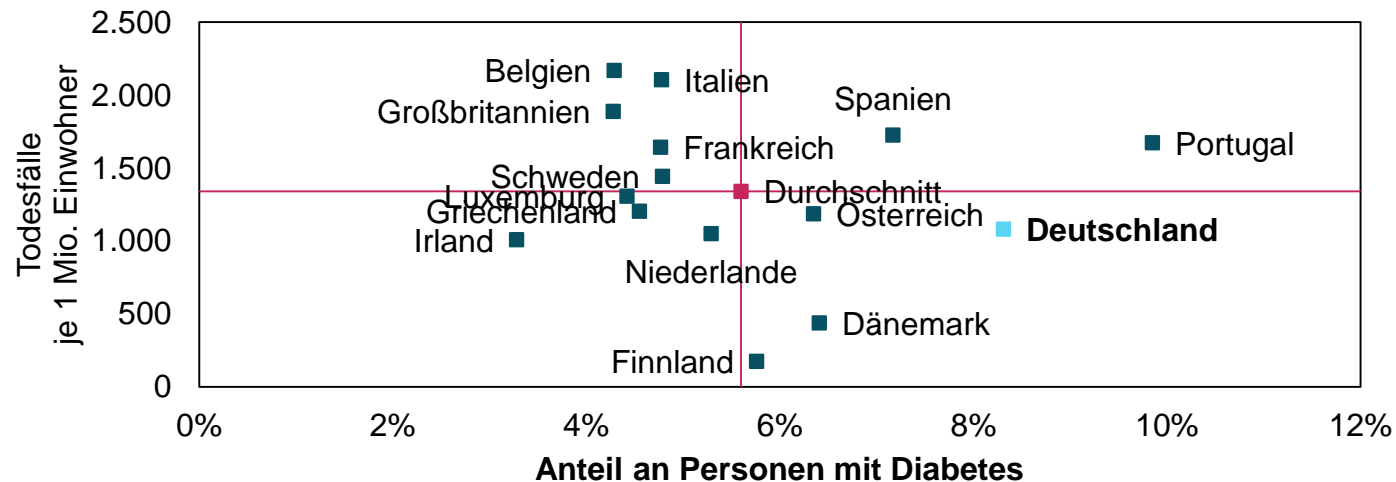 2.500
Belgien
Italien
2.000
Spanien
Großbritannien
Todesfälle
je 1 Mio. Einwohner
Frankreich
Portugal
1.500
Schweden
Durchschnitt
Luxemburg
Griechenland
Österreich
Irland
1.000
Deutschland
Niederlande
500
Dänemark
Finnland
0
0% 2% 4% 6% 8% 10% 12%
Anteil an Personen mit Diabetes